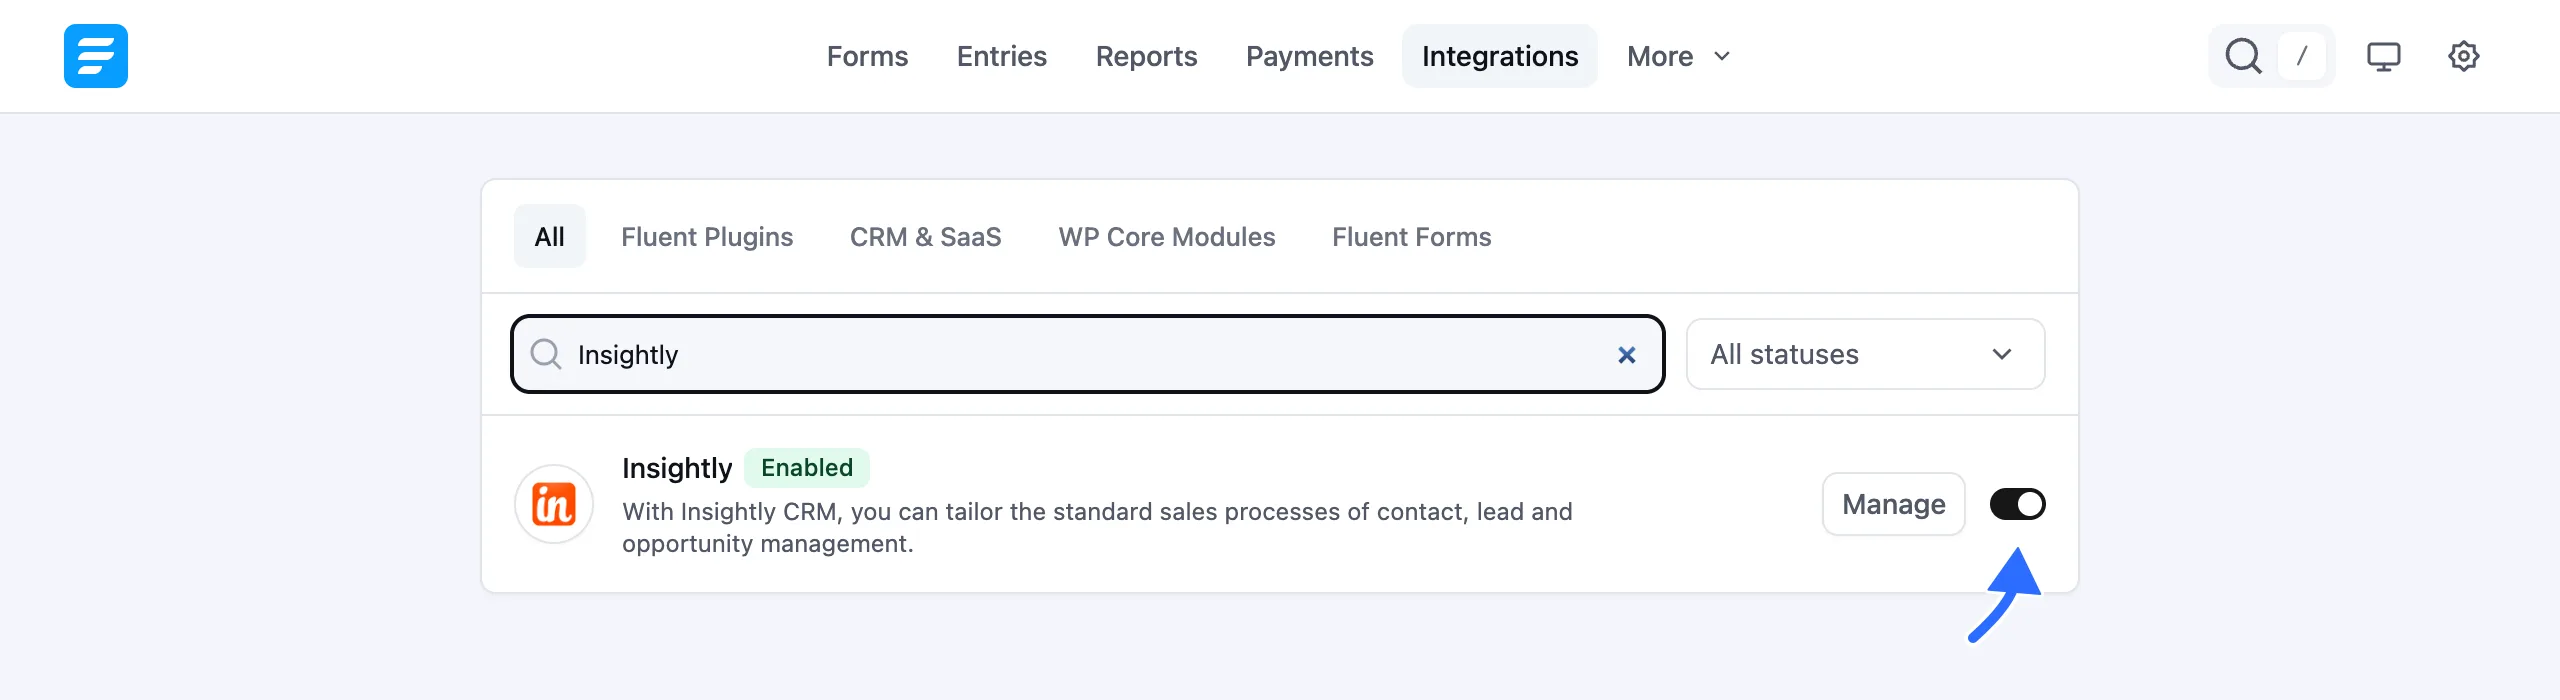 Forms Entries Reports Payments Integrations More /
All Fluent Plugins CRM & SaaS WP Core Modules Fluent Forms
Insightly All statuses
Insightly Enabled
With Insightly CRM, you can tailor the standard sales processes of contact, lead and
opportunity management.
Manage
in